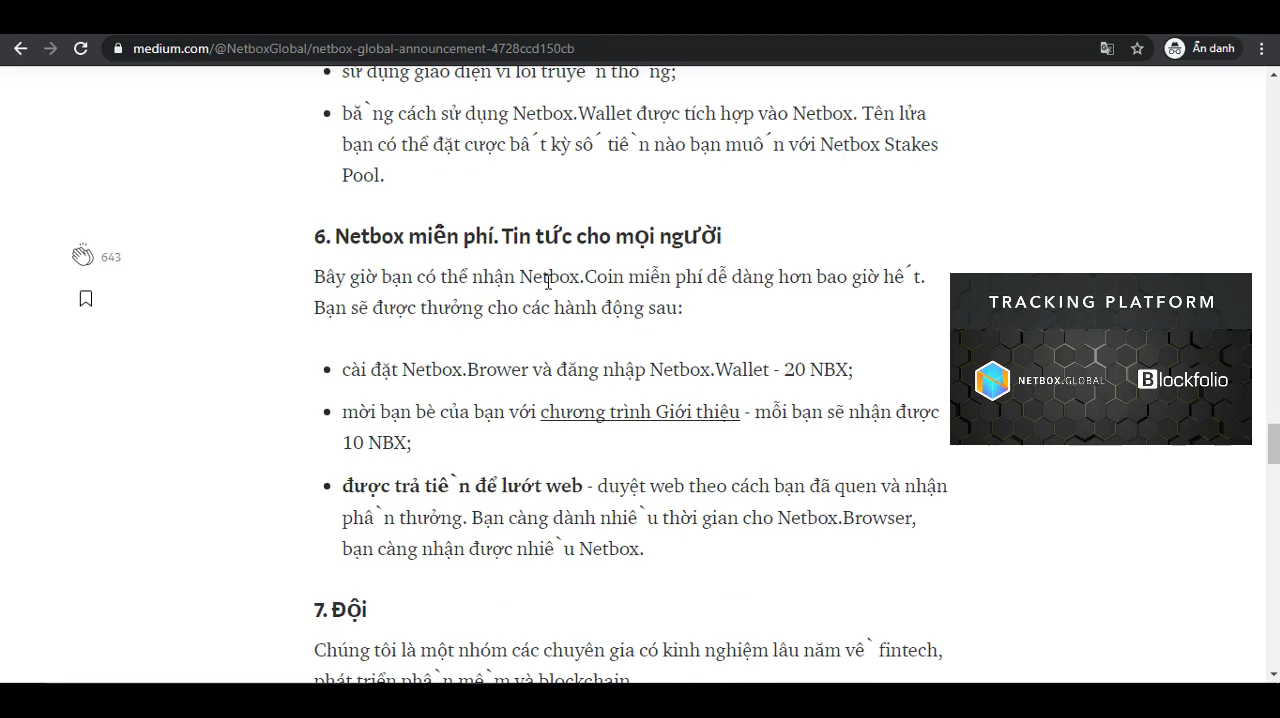 medium.com/@NetboxGlobal/netbox-global-announcement-4728ccd150cb
Ẩn danh
sử dụng giao diện ví lõi truyền thống;
bằng cách sử dụng Netbox.Wallet được tích hợp vào Netbox. Tên lửa
bạn có thể đặt cược bất kỳ số tiền nào bạn muốn với Netbox Stakes
Pool.
6. Netbox miễn phí. Tin tức cho mọi người
643
Bây giờ bạn có thể nhận Netbox.Coin miễn phí dễ dàng hơn bao giờ hết.
Bạn sẽ được thưởng cho các hành động sau:
TRACKING PLATFORM
NETBOX.GLOBAL
Blockfolio
cài đặt Netbox.Brower và đăng nhập Netbox.Wallet - 20 NBX;
mời bạn bè của bạn với chương trình Giới thiệu - mỗi bạn sẽ nhận được
10 NBX;
được trả tiền để lướt web - duyệt web theo cách bạn đã quen và nhận
phần thưởng. Bạn càng dành nhiều thời gian cho Netbox.Browser,
bạn càng nhận được nhiều Netbox.
7. Đội
Chúng tôi là một nhóm các chuyên gia có kinh nghiệm lâu năm về fintech,
phát triển phần mềm và blockchain